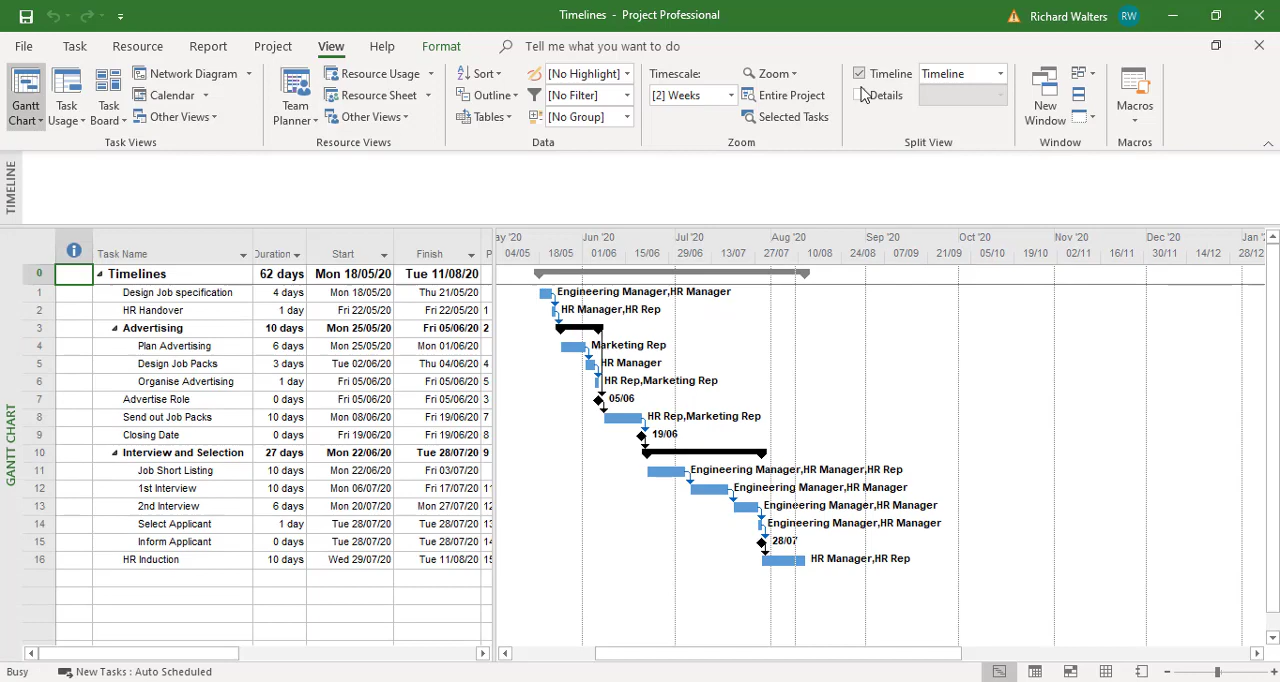 Timelines - Project Professional
Richard Walters RW
File Task Resource Report Project View Help Format Tell me what you want to do
Gantt Chart
Task Usage
Task Board
Network Diagram
Calendar
Other Views
Task Views
Team Planner
Resource Usage
Resource Sheet
Other Views
Resource Views
Sort
Outline
Tables
[No Highlight]
[No Filter]
[No Group]
Data
Timescale:
[2] Weeks
Zoom
Entire Project
Selected Tasks
Zoom
Timeline Timeline
Details
Split View
New Window
Window
Macros
Macros
TIMELINE
GANTT CHART
Task Name Duration Start Finish P
0 Timelines 62 days Mon 18/05/20 Tue 11/08/20
1 Design Job specification 4 days Mon 18/05/20 Thu 21/05/20
2 HR Handover 1 day Fri 22/05/20 Fri 22/05/20 1
3 Advertising 10 days Mon 25/05/20 Fri 05/06/20 2
4 Plan Advertising 6 days Mon 25/05/20 Mon 01/06/20
5 Design Job Packs 3 days Tue 02/06/20 Thu 04/06/20 4
6 Organise Advertising 1 day Fri 05/06/20 Fri 05/06/20 5
7 Advertise Role 0 days Fri 05/06/20 Fri 05/06/20 6
8 Send out Job Packs 10 days Mon 08/06/20 Fri 19/06/20 7
9 Closing Date 0 days Fri 19/06/20 Fri 19/06/20 8
10 Interview and Selection 27 days Mon 22/06/20 Tue 28/07/20 9
11 Job Short Listing 10 days Mon 22/06/20 Fri 03/07/20
12 1st Interview 10 days Mon 06/07/20 Fri 17/07/20 11
13 2nd Interview 6 days Mon 20/07/20 Mon 27/07/20 12
14 Select Applicant 1 day Tue 28/07/20 Tue 28/07/20 13
15 Inform Applicant 0 days Tue 28/07/20 Tue 28/07/20 14
16 HR Induction 10 days Wed 29/07/20 Tue 11/08/20 15
ay '20 Jun '20 Jul '20 Aug '20 Sep '20 Oct '20 Nov '20 Dec '20 Jan '
04/05 18/05 01/06 15/06 29/06 13/07 27/07 10/08 24/08 07/09 21/09 05/10 19/10 02/11 16/11 30/11 14/12 28/12
Engineering Manager,HR Manager
HR Manager,HR Rep
Marketing Rep
HR Manager
HR Rep,Marketing Rep
05/06
HR Rep,Marketing Rep
19/06
Engineering Manager,HR Manager,HR Rep
Engineering Manager,HR Manager
Engineering Manager,HR Manager
Engineering Manager,HR Manager
28/07
HR Manager,HR Rep
Busy New Tasks : Auto Scheduled